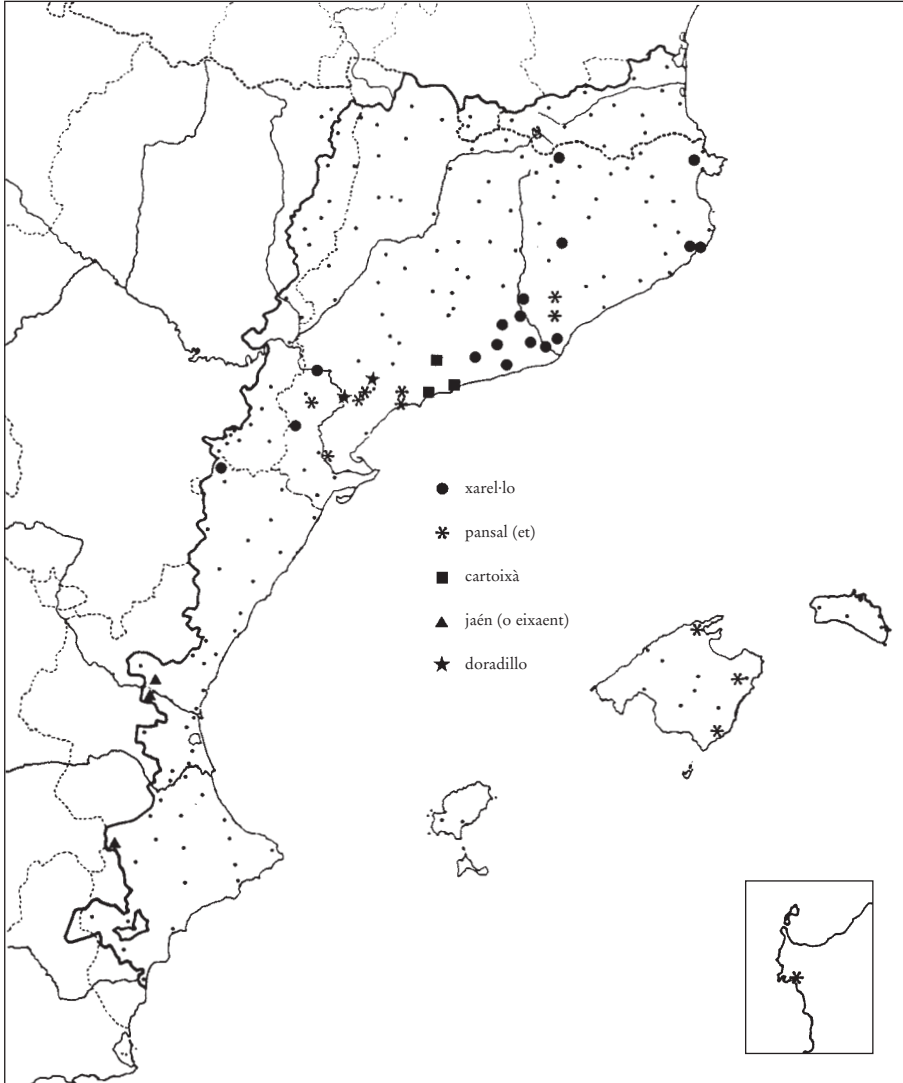 xarel·lo
pansal (et)
cartoixà
jaén (o eixaent)
doradillo